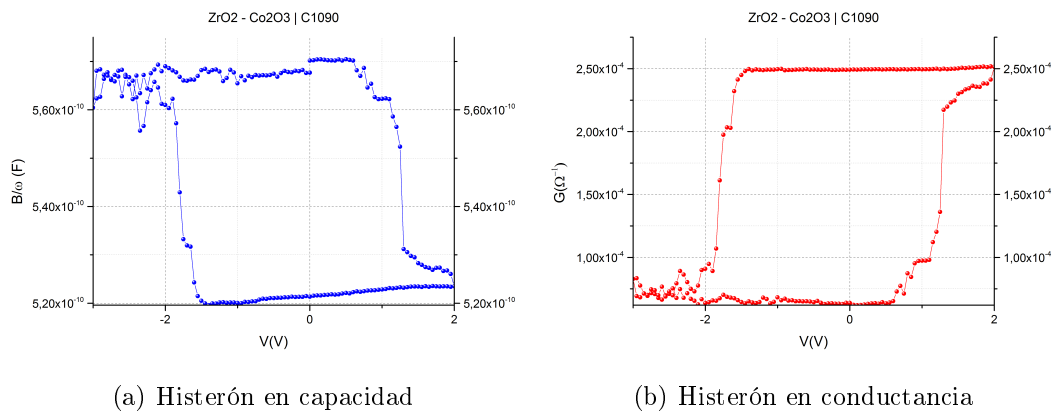 ZrO2 - Co2O3 | C1090
5,60x10⁻¹⁰
5,60x10⁻¹⁰
5,40x10⁻¹⁰
5,40x10⁻¹⁰
5,20x10⁻¹⁰
5,20x10⁻¹⁰
B/ω (F)
-2
0
2
V(V)
(a) Histerón en capacidad
ZrO2 - Co2O3 | C1090
2,50x10⁻⁴
2,50x10⁻⁴
2,00x10⁻⁴
2,00x10⁻⁴
1,50x10⁻⁴
1,50x10⁻⁴
1,00x10⁻⁴
1,00x10⁻⁴
G(Ω⁻¹)
-2
0
2
V(V)
(b) Histerón en conductancia